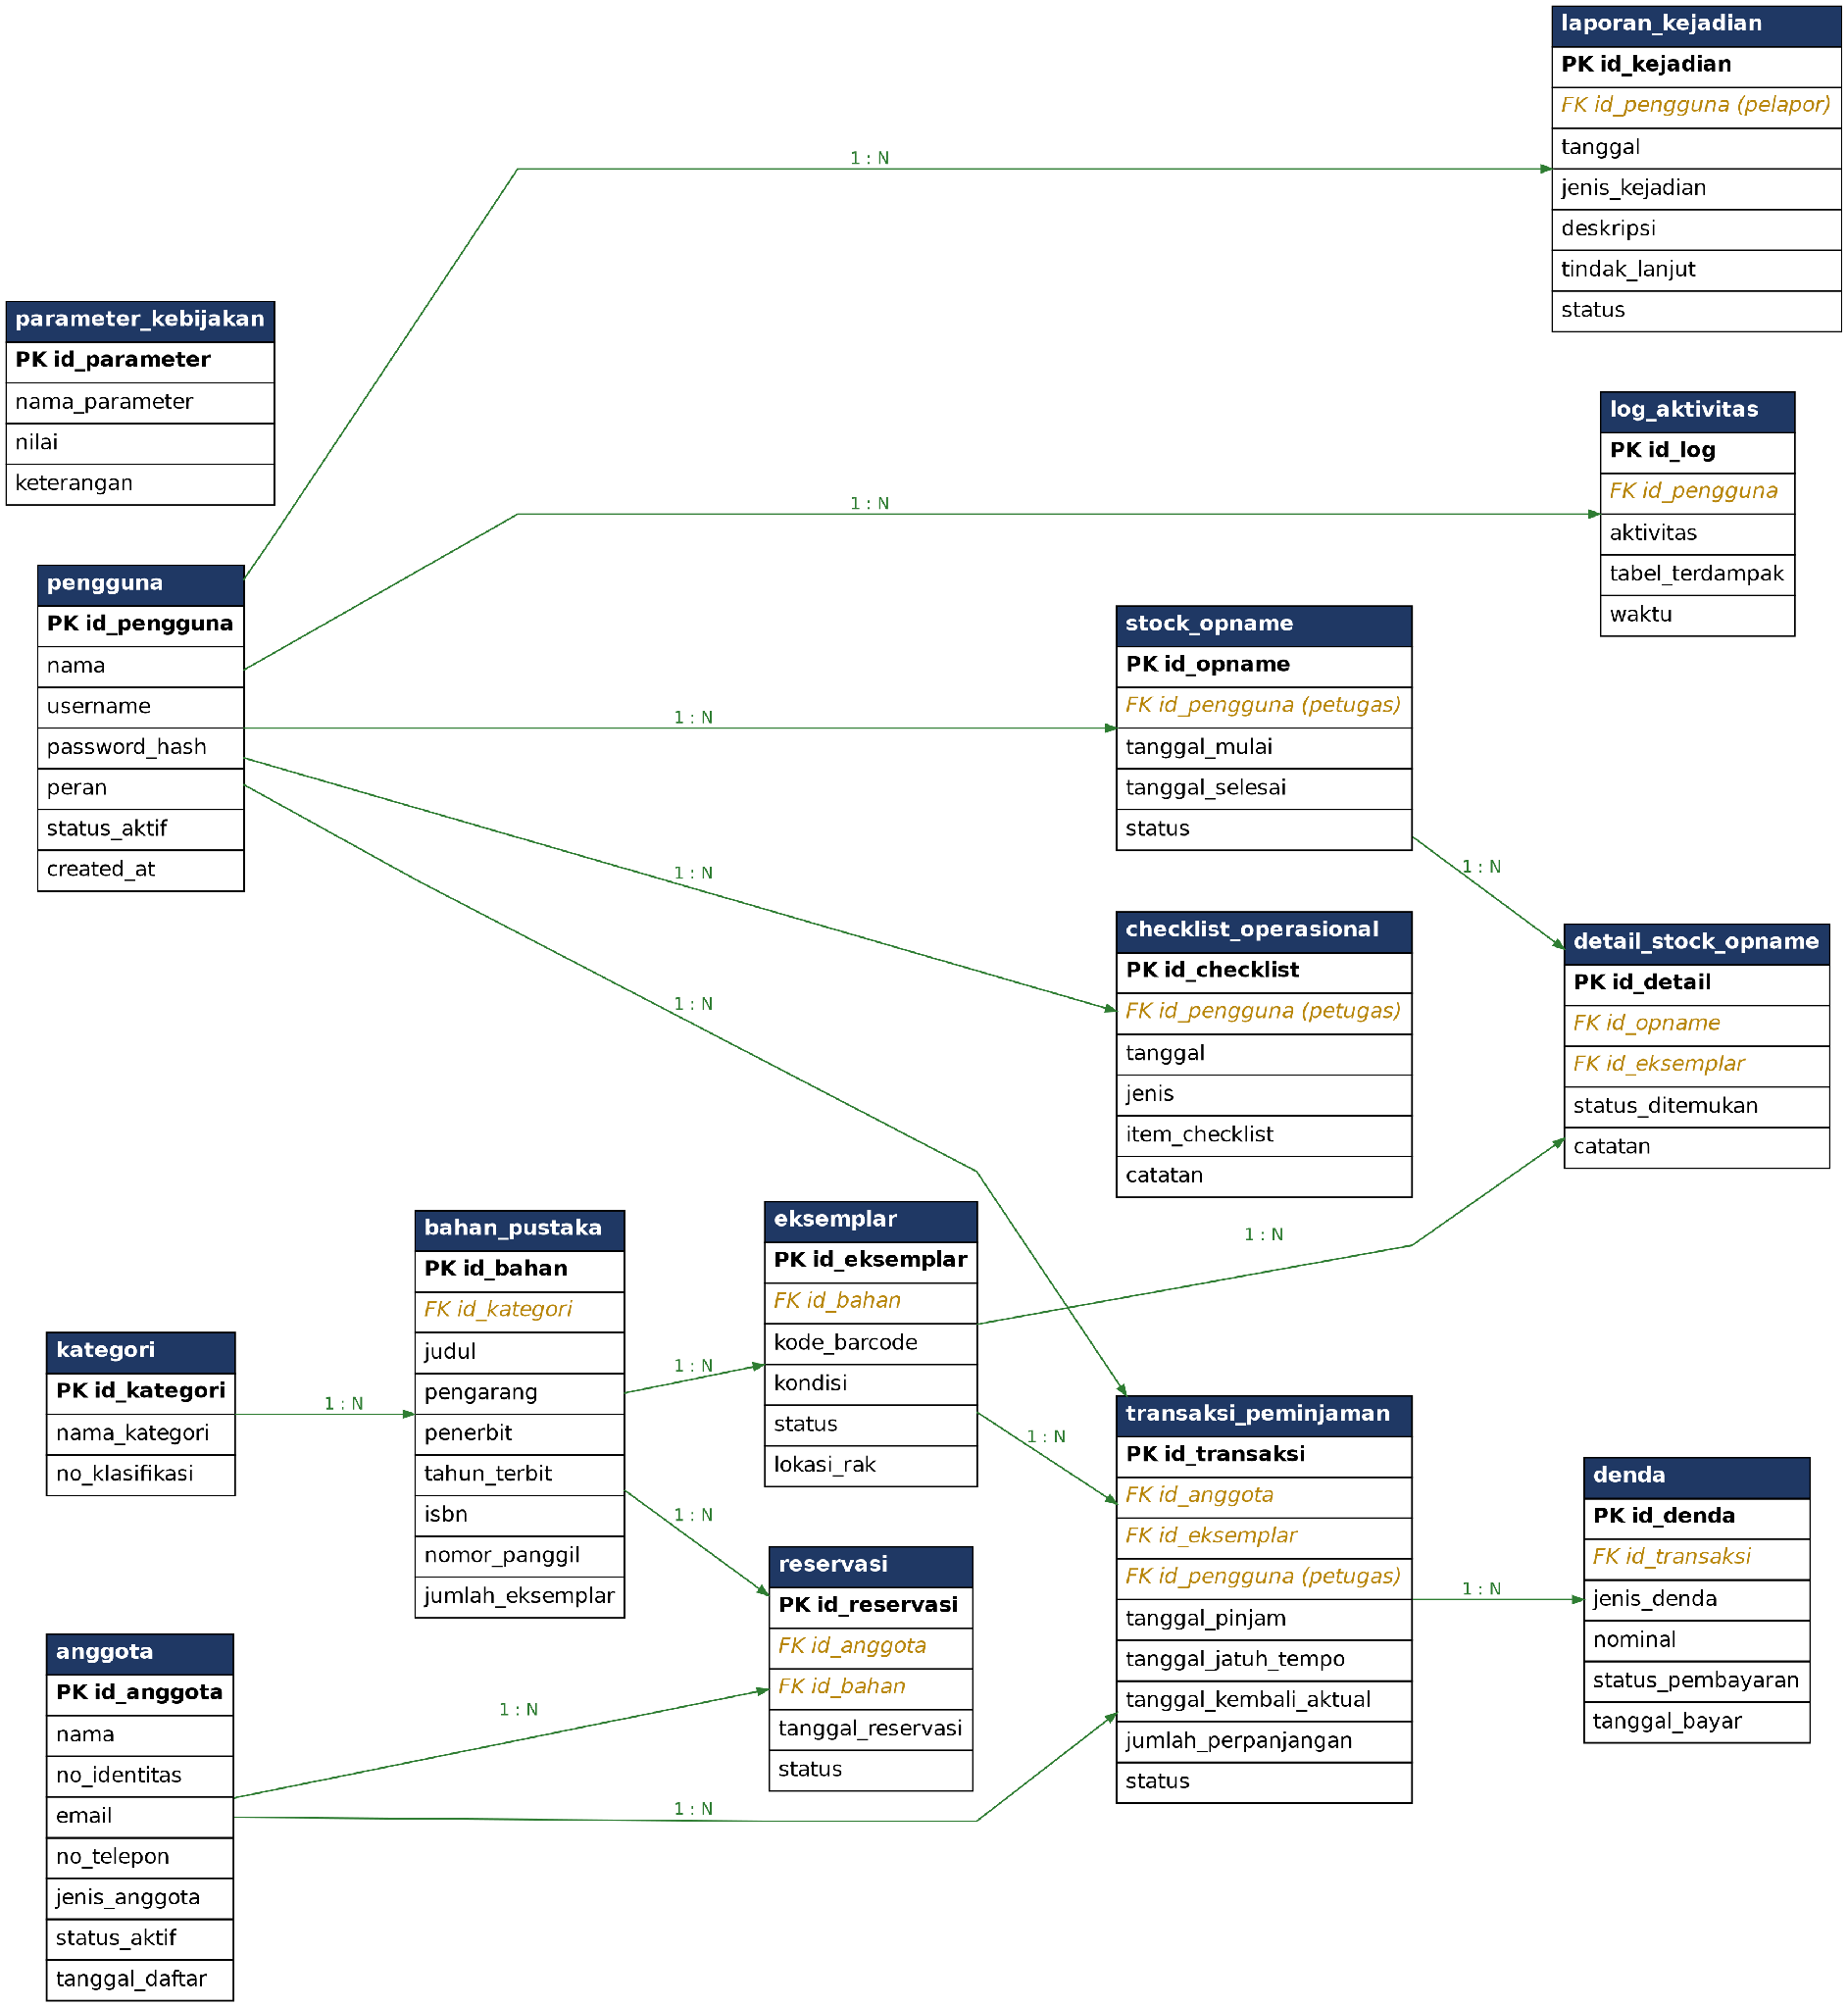 laporan_kejadian
PK id_kejadian
FK id_pengguna (pelapor)
tanggal
jenis_kejadian
deskripsi
tindak_lanjut
status
1 : N
parameter_kebijakan
PK id_parameter
nama_parameter
nilai
keterangan
log_aktivitas
PK id_log
FK id_pengguna
aktivitas
tabel_terdampak
waktu
1 : N
pengguna
PK id_pengguna
nama
username
password_hash
peran
status_aktif
created_at
stock_opname
PK id_opname
FK id_pengguna (petugas)
tanggal_mulai
tanggal_selesai
status
1 : N
1 : N
1 : N
1 : N
checklist_operasional
PK id_checklist
FK id_pengguna (petugas)
tanggal
jenis
item_checklist
catatan
detail_stock_opname
PK id_detail
FK id_opname
FK id_eksemplar
status_ditemukan
catatan
1 : N
bahan_pustaka
PK id_bahan
FK id_kategori
judul
pengarang
penerbit
tahun_terbit
isbn
nomor_panggil
jumlah_eksemplar
eksemplar
PK id_eksemplar
FK id_bahan
kode_barcode
kondisi
status
lokasi_rak
kategori
PK id_kategori
nama_kategori
no_klasifikasi
1 : N
1 : N
1 : N
1 : N
transaksi_peminjaman
PK id_transaksi
FK id_anggota
FK id_eksemplar
FK id_pengguna (petugas)
tanggal_pinjam
tanggal_jatuh_tempo
tanggal_kembali_aktual
jumlah_perpanjangan
status
1 : N
denda
PK id_denda
FK id_transaksi
jenis_denda
nominal
status_pembayaran
tanggal_bayar
reservasi
PK id_reservasi
FK id_anggota
FK id_bahan
tanggal_reservasi
status
anggota
PK id_anggota
nama
no_identitas
email
no_telepon
jenis_anggota
status_aktif
tanggal_daftar
1 : N
1 : N